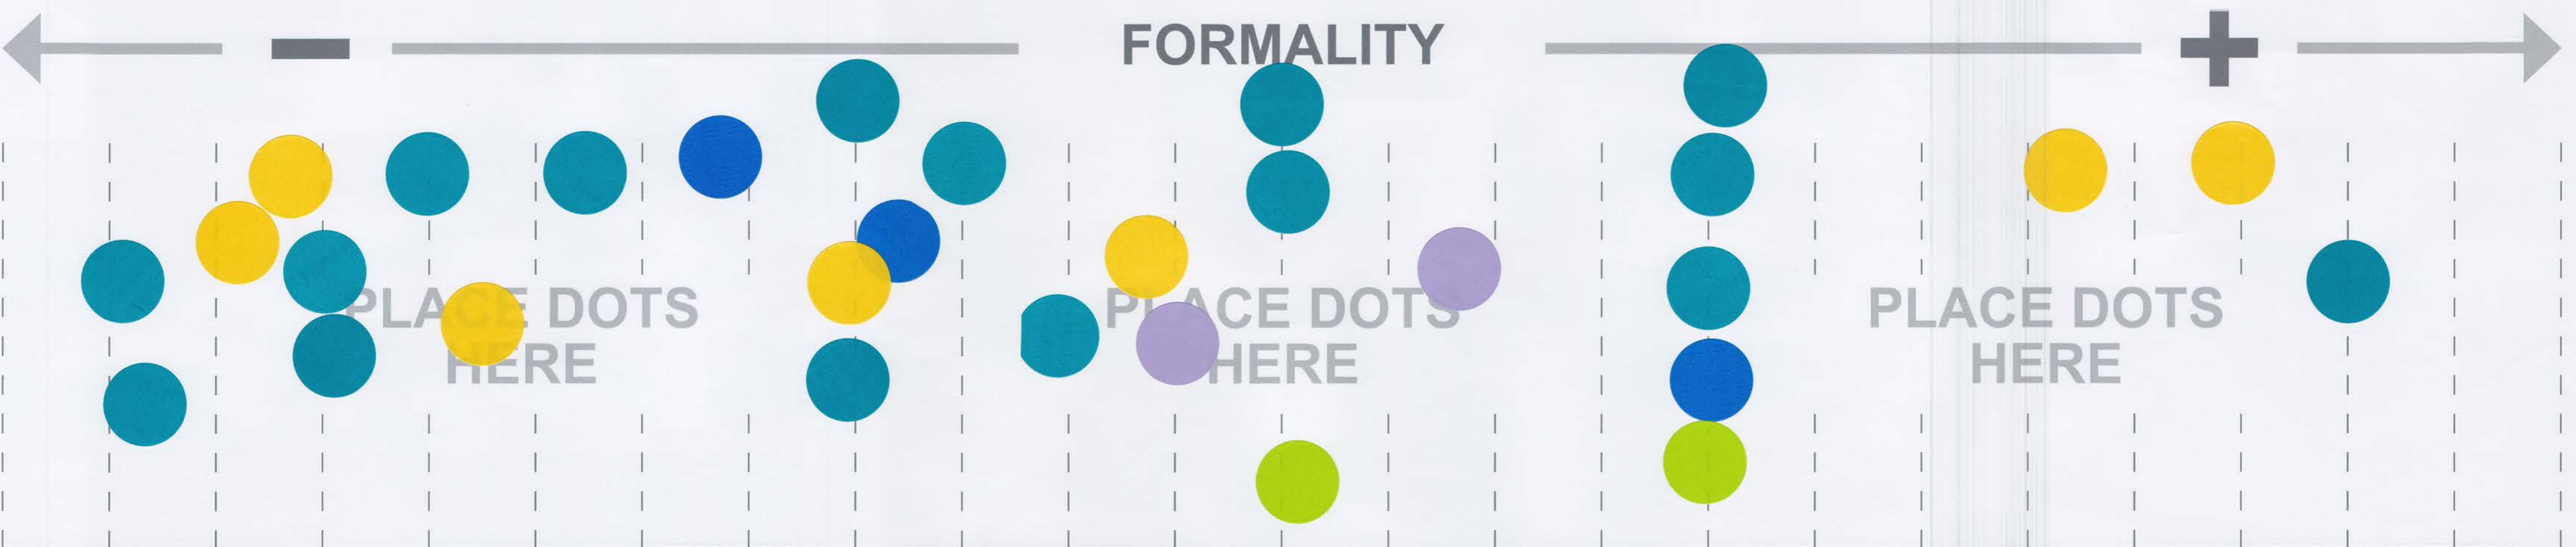 FORMALITY
PLACE DOTS
HERE
PLACE DOTS
HERE
PLACE DOTS
HERE